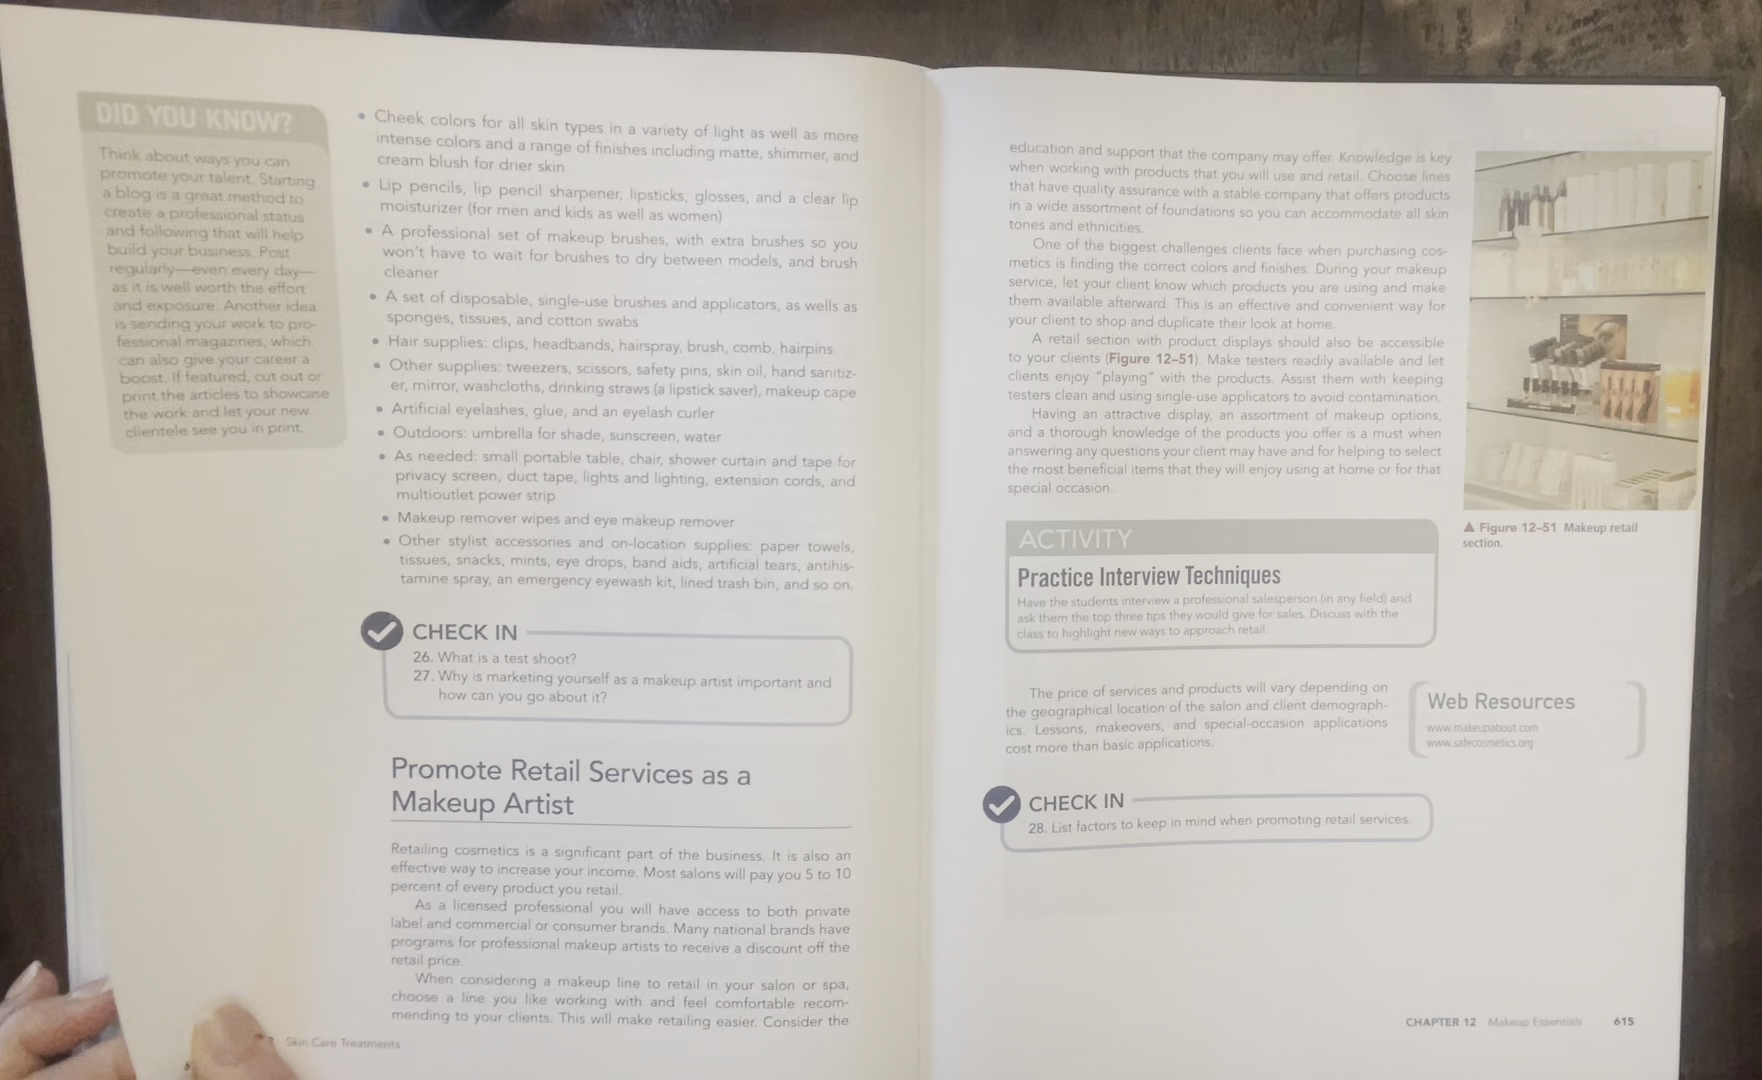 DID YOU KNOW?
Think about ways you can
promote your talent. Starting
a blog is a great method to
create a professional status
and following that will help
build your business. Post
regularly—even every day—
as it is well worth the effort
and exposure. Another idea
is sending your work to pro-
fessional magazines, which
can also give your career a
boost. If featured, cut out or
print the articles to showcase
the work and let your new
clientele see you in print.
• Cheek colors for all skin types in a variety of light as well as more
intense colors and a range of finishes including matte, shimmer, and
cream blush for drier skin
• Lip pencils, lip pencil sharpener, lipsticks, glosses, and a clear lip
moisturizer (for men and kids as well as women)
• A professional set of makeup brushes, with extra brushes so you
won't have to wait for brushes to dry between models, and brush
cleaner
• A set of disposable, single-use brushes and applicators, as wells as
sponges, tissues, and cotton swabs
• Hair supplies: clips, headbands, hairspray, brush, comb, hairpins
• Other supplies: tweezers, scissors, safety pins, skin oil, hand sanitiz-
er, mirror, washcloths, drinking straws (a lipstick saver), makeup cape
• Artificial eyelashes, glue, and an eyelash curler
• Outdoors: umbrella for shade, sunscreen, water
• As needed: small portable table, chair, shower curtain and tape for
privacy screen, duct tape, lights and lighting, extension cords, and
multioutlet power strip
• Makeup remover wipes and eye makeup remover
• Other stylist accessories and on-location supplies: paper towels,
tissues, snacks, mints, eye drops, band aids, artificial tears, antihis-
tamine spray, an emergency eyewash kit, lined trash bin, and so on.
CHECK IN
26. What is a test shoot?
27. Why is marketing yourself as a makeup artist important and
how can you go about it?
Promote Retail Services as a
Makeup Artist
Retailing cosmetics is a significant part of the business. It is also an
effective way to increase your income. Most salons will pay you 5 to 10
percent of every product you retail.
As a licensed professional you will have access to both private
label and commercial or consumer brands. Many national brands have
programs for professional makeup artists to receive a discount off the
retail price.
When considering a makeup line to retail in your salon or spa,
choose a line you like working with and feel comfortable recom-
mending to your clients. This will make retailing easier. Consider the
Skin Care Treatments
education and support that the company may offer. Knowledge is key
when working with products that you will use and retail. Choose lines
that have quality assurance with a stable company that offers products
in a wide assortment of foundations so you can accommodate all skin
tones and ethnicities.
One of the biggest challenges clients face when purchasing cos-
metics is finding the correct colors and finishes. During your makeup
service, let your client know which products you are using and make
them available afterward. This is an effective and convenient way for
your client to shop and duplicate their look at home.
A retail section with product displays should also be accessible
to your clients (Figure 12–51). Make testers readily available and let
clients enjoy "playing" with the products. Assist them with keeping
testers clean and using single-use applicators to avoid contamination.
Having an attractive display, an assortment of makeup options,
and a thorough knowledge of the products you offer is a must when
answering any questions your client may have and for helping to select
the most beneficial items that they will enjoy using at home or for that
special occasion.
▲ Figure 12–51 Makeup retail
section.
ACTIVITY
Practice Interview Techniques
Have the students interview a professional salesperson (in any field) and
ask them the top three tips they would give for sales. Discuss with the
class to highlight new ways to approach retail.
The price of services and products will vary depending on
the geographical location of the salon and client demograph-
ics. Lessons, makeovers, and special-occasion applications
cost more than basic applications.
Web Resources
www.makeupabout.com
www.safecosmetics.org
CHECK IN
28. List factors to keep in mind when promoting retail services.
CHAPTER 12 Makeup Essentials 615